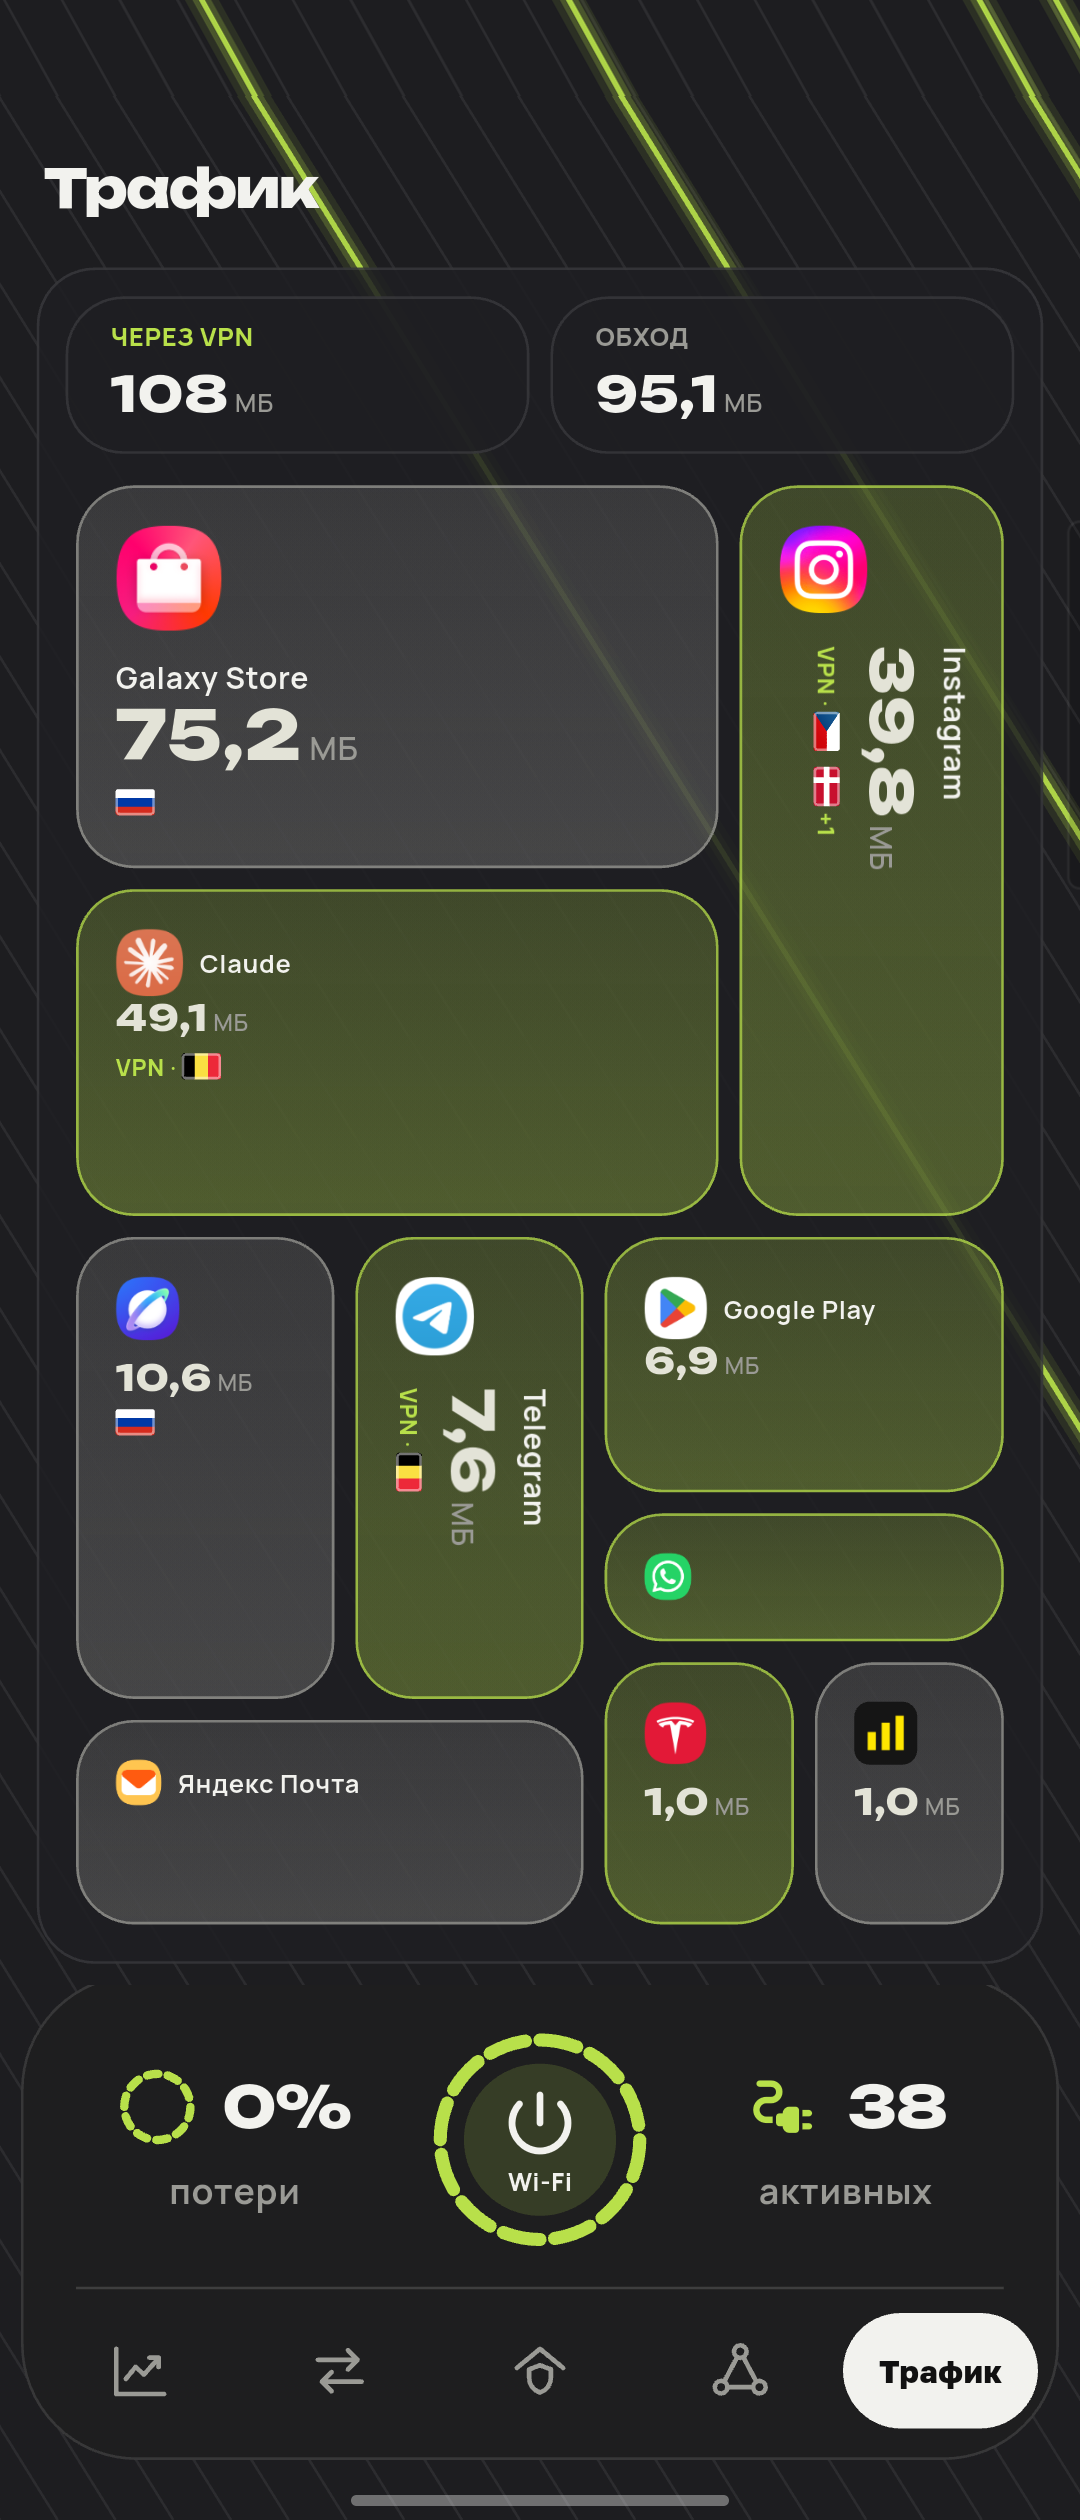 Трафик
ЧЕРЕЗ VPN
108 МБ
ОБХОД
95,1 МБ
Galaxy Store
75,2 МБ
Instagram
39,8 МБ
VPN · +1
Claude
49,1 МБ
VPN ·
10,6 МБ
Telegram
7,6 МБ
VPN ·
Google Play
6,9 МБ
Яндекс Почта
1,0 МБ
1,0 МБ
0%
потери
Wi-Fi
38
активных
Трафик